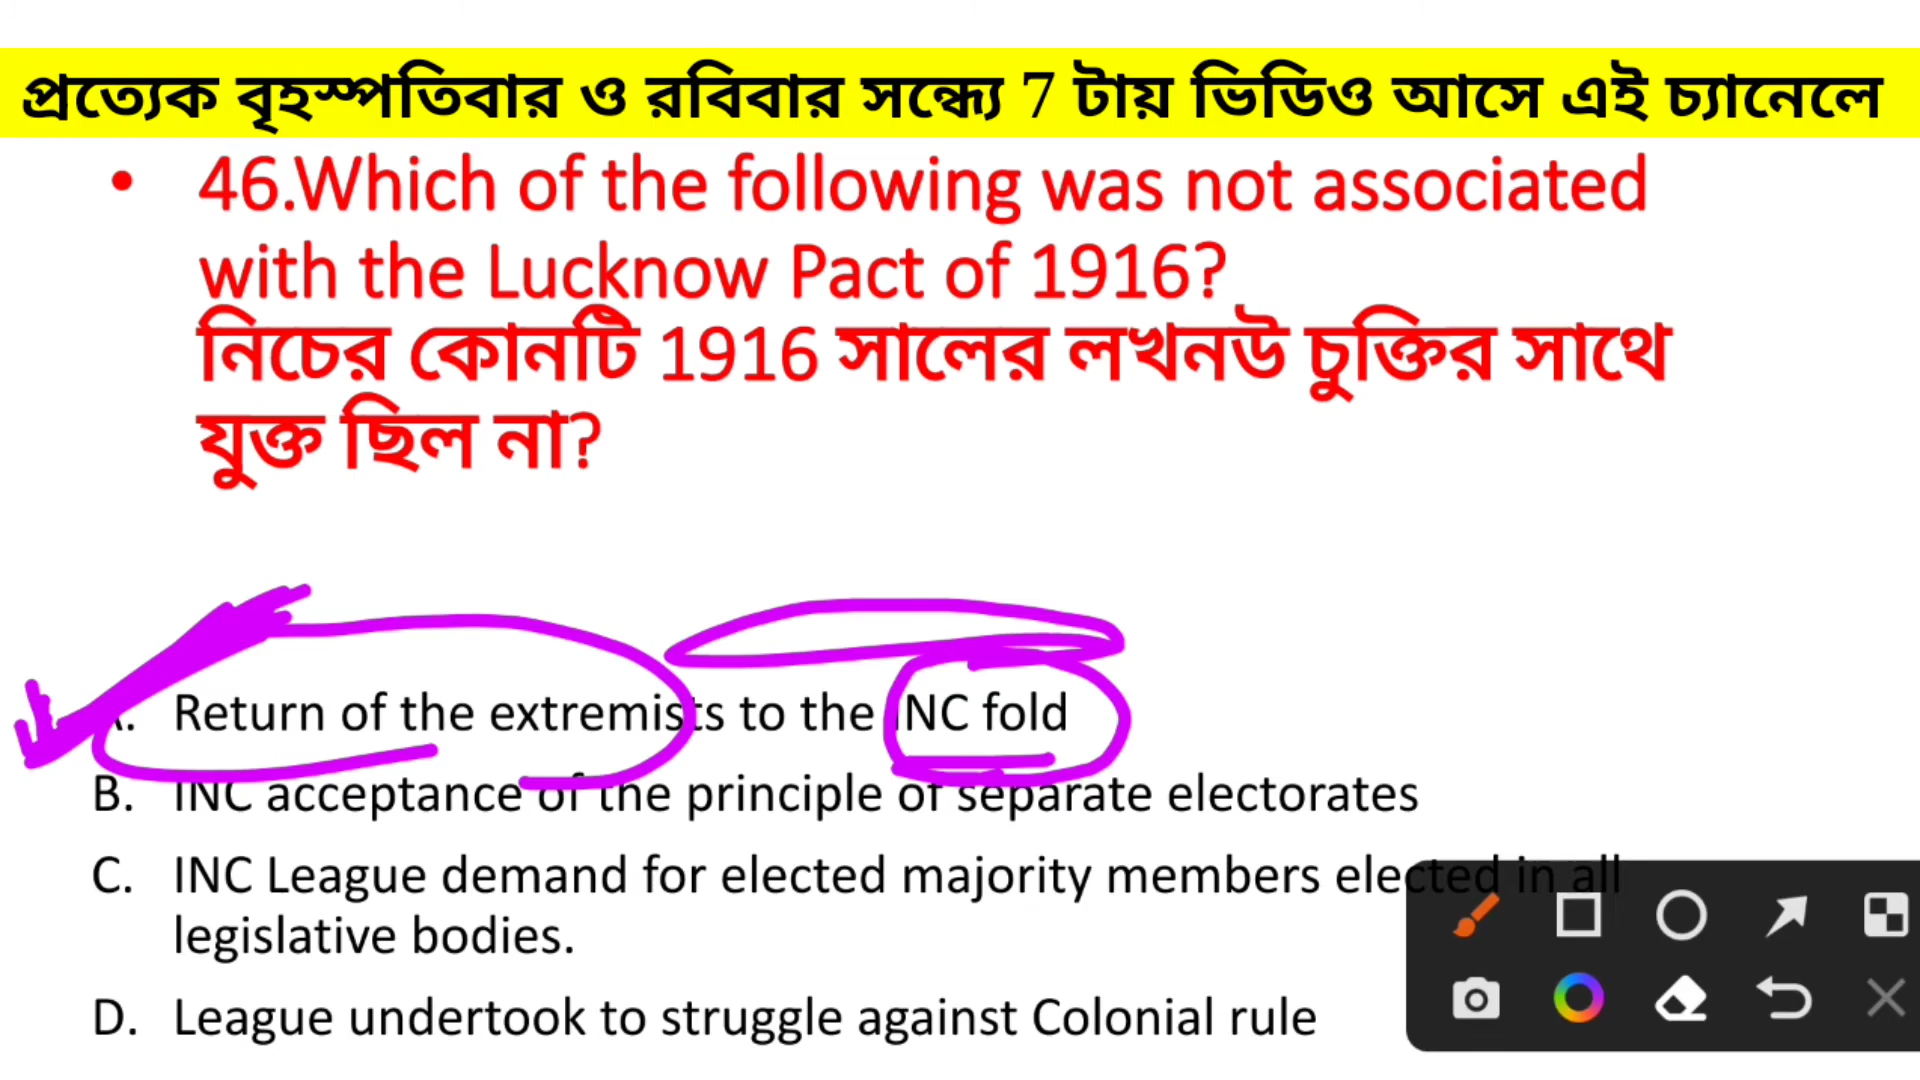 প্রত্যেক বৃহস্পতিবার ও রবিবার সন্ধ্যে 7 টায় ভিডিও আসে এই চ্যানেলে
• 46.Which of the following was not associated
with the Lucknow Pact of 1916?
নিচের কোনটি 1916 সালের লখনউ চুক্তির সাথে
যুক্ত ছিল না?
A. Return of the extremists to the INC fold
B. INC acceptance of the principle of separate electorates
C. INC League demand for elected majority members elected in all
legislative bodies.
D. League undertook to struggle against Colonial rule